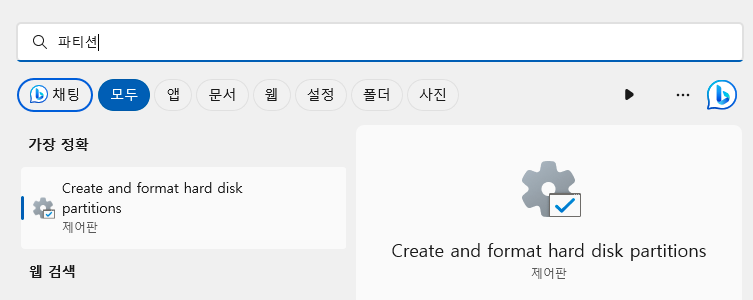 파티션
채팅 모두 앱 문서 웹 설정 폴더 사진
가장 정확
Create and format hard disk
partitions
제어판
웹 검색
Create and format hard disk partitions
제어판